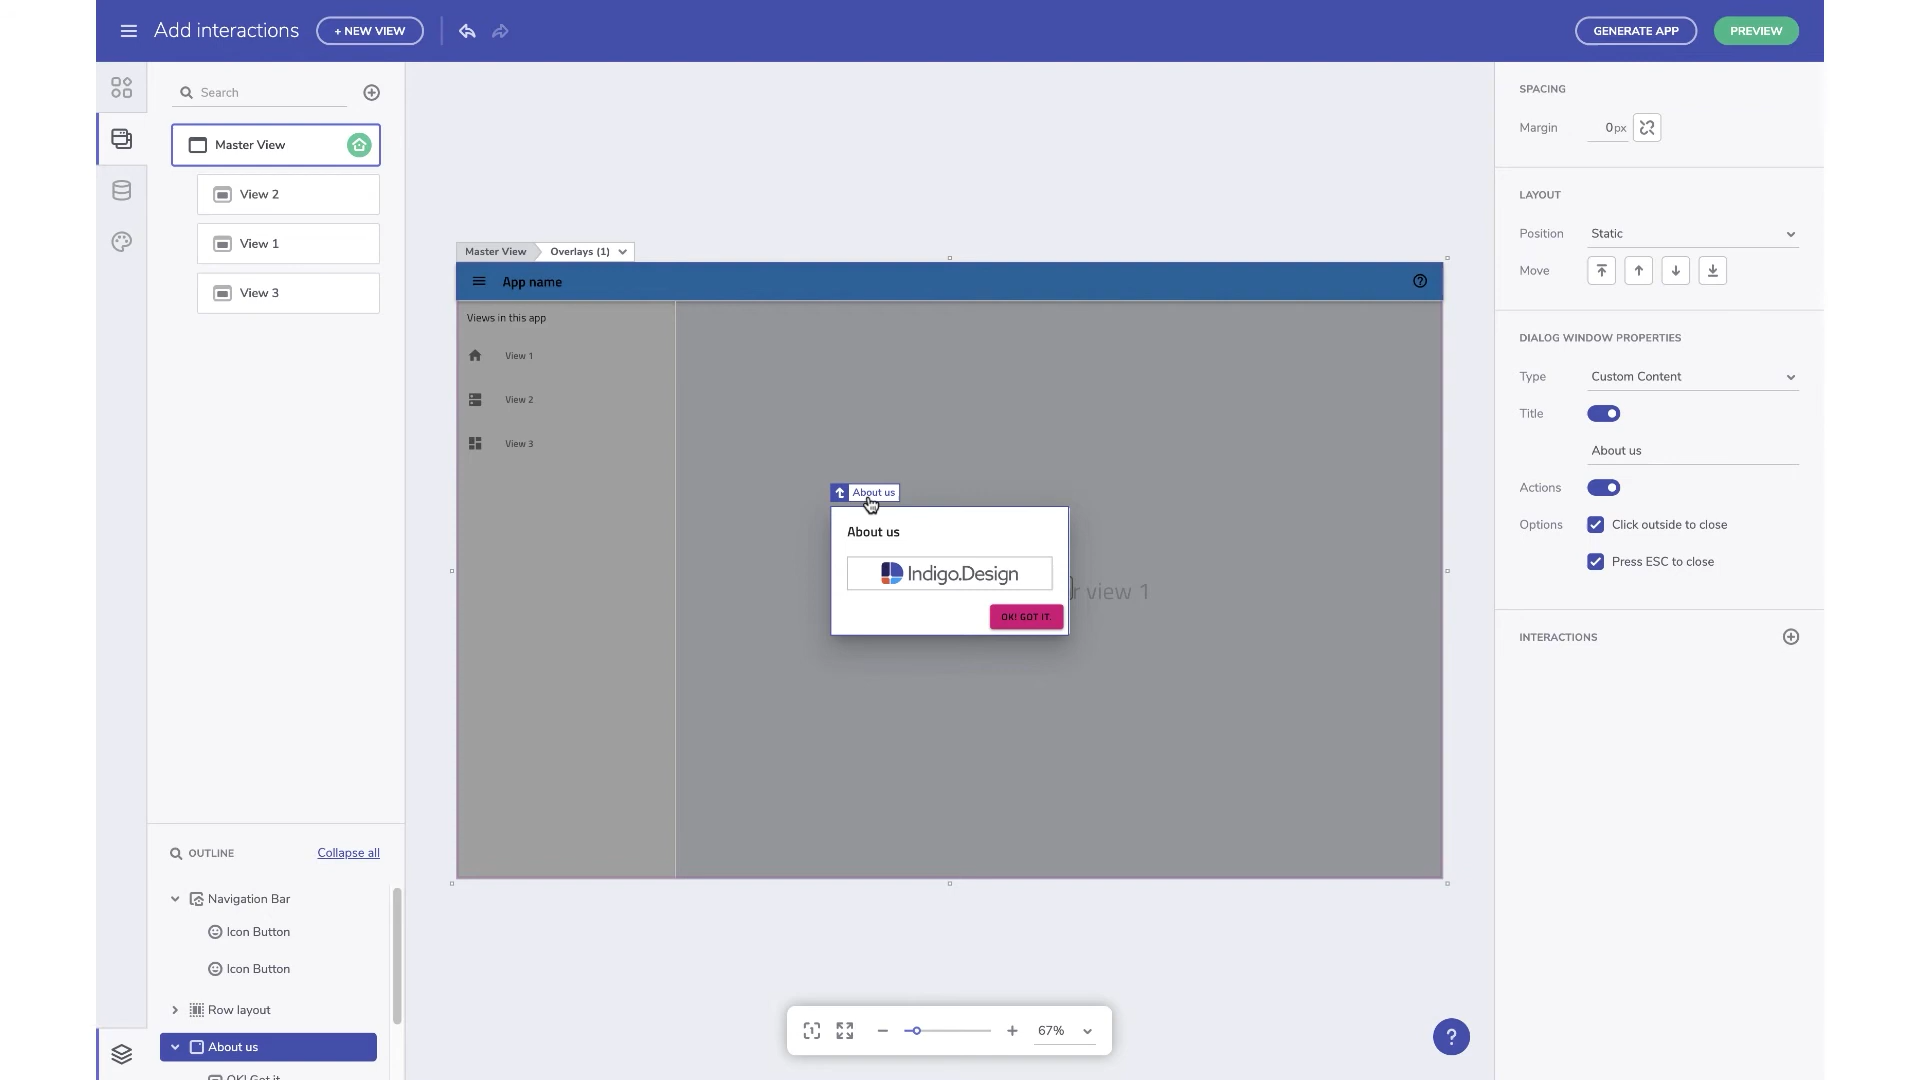 Add interactions
+ NEW VIEW
GENERATE APP
PREVIEW
Search
Master View
View 2
View 1
View 3
OUTLINE
Collapse all
Navigation Bar
Icon Button
Icon Button
Row layout
About us
OK! Got it
Master View
Overlays (1)
App name
Views in this app
View 1
View 2
View 3
About us
About us
Indigo.Design
OK! GOT IT.
view 1
67%
?
SPACING
Margin 0px
LAYOUT
Position Static
Move
DIALOG WINDOW PROPERTIES
Type Custom Content
Title
About us
Actions
Options Click outside to close
Press ESC to close
INTERACTIONS